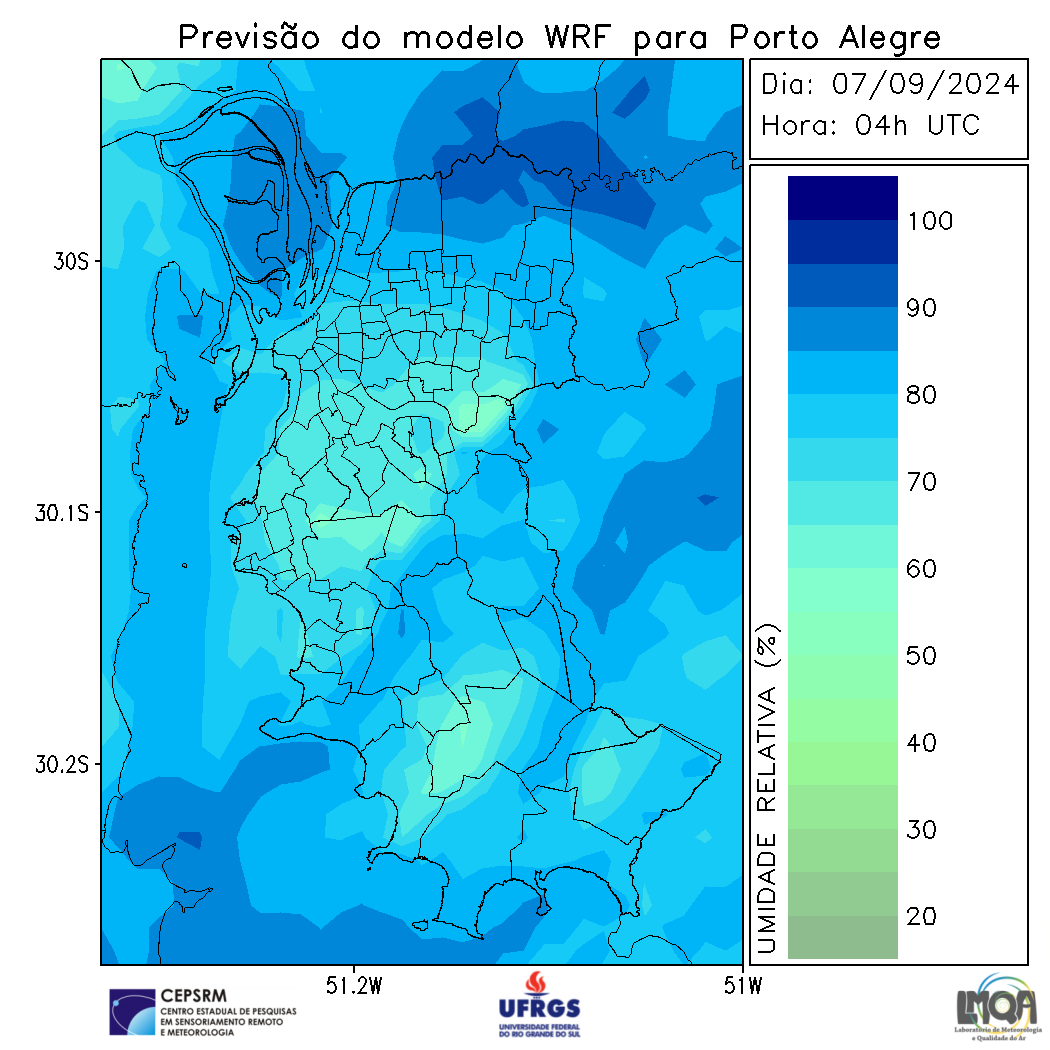 Previsão do modelo WRF para Porto Alegre
Dia: 07/09/2024
Hora: 04h UTC
30S
30.1S
30.2S
51.2W
51W
UMIDADE RELATIVA (%)
100
90
80
70
60
50
40
30
20
CEPSRM
CENTRO ESTADUAL DE PESQUISAS
EM SENSORIAMENTO REMOTO
E METEOROLOGIA
UFRGS
UNIVERSIDADE FEDERAL
DO RIO GRANDE DO SUL
LMQA
Laboratório de Meteorologia
e Qualidade do Ar